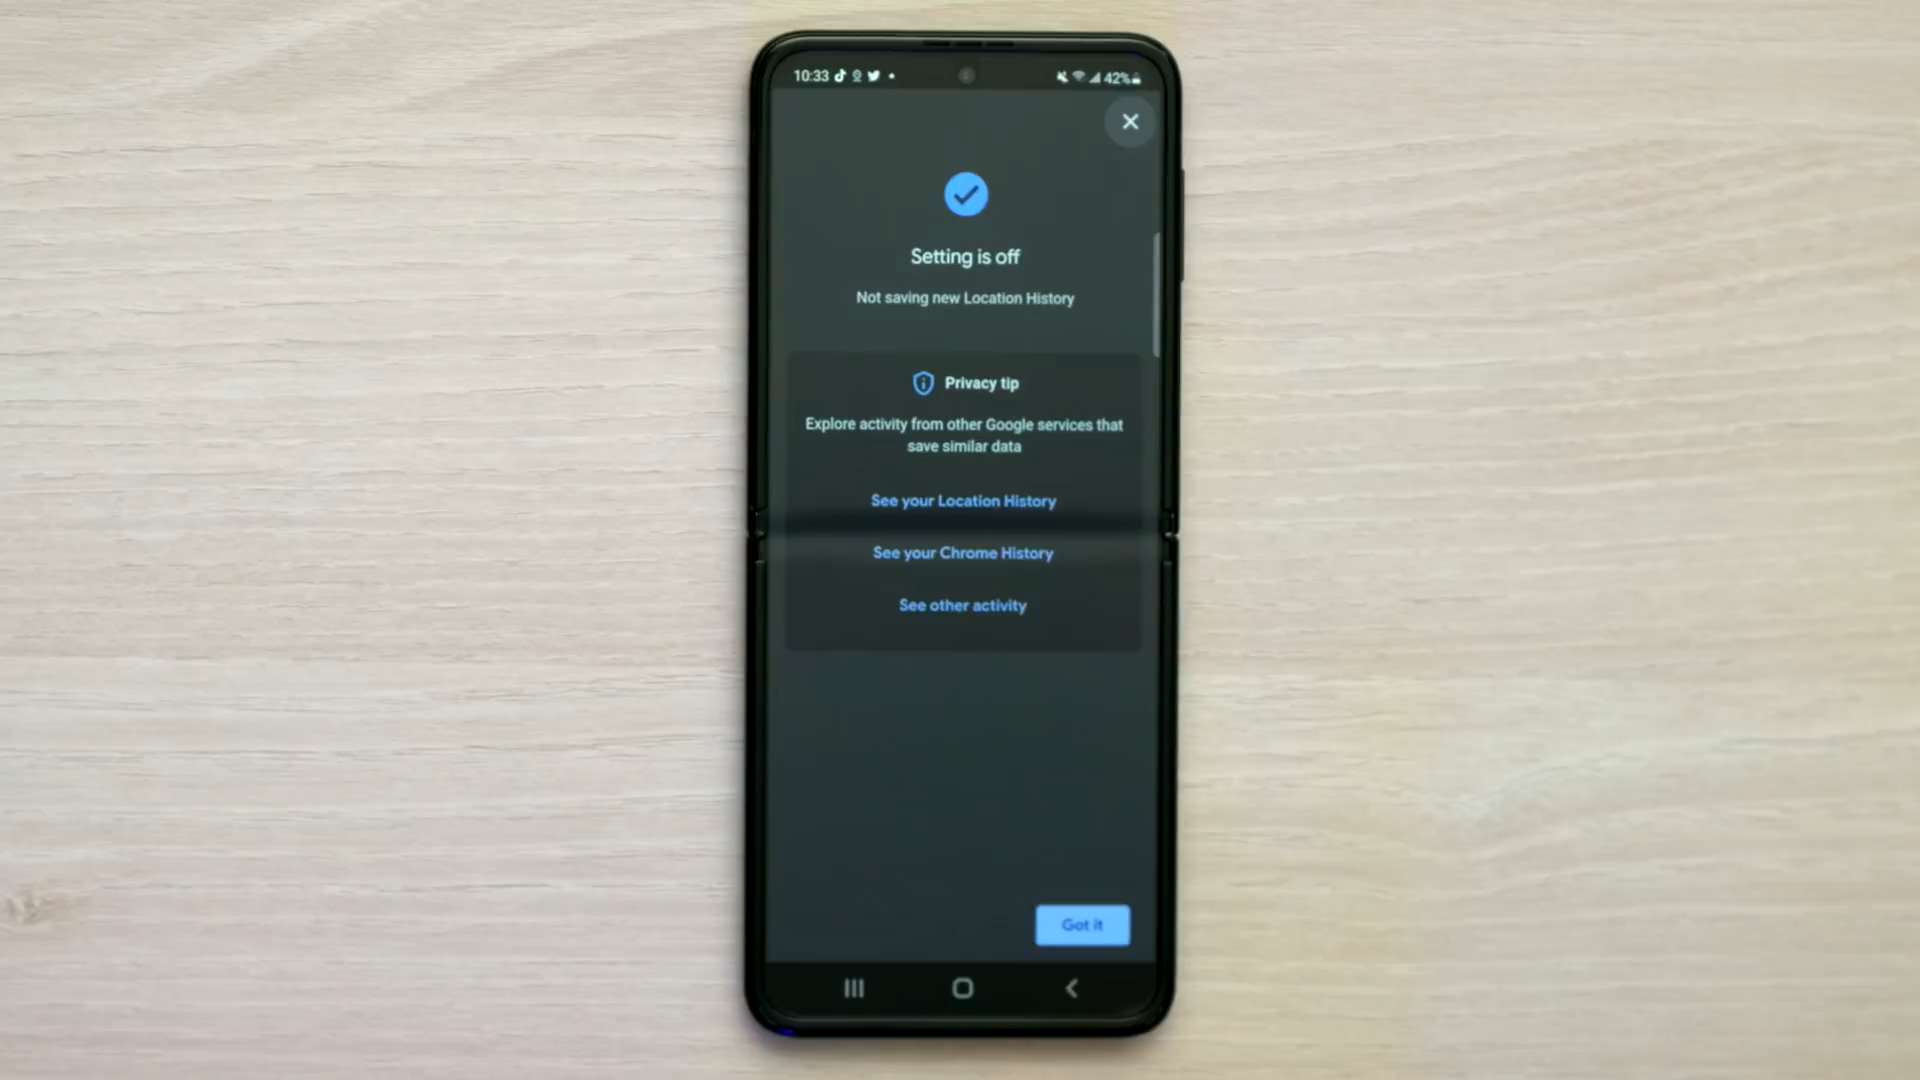 10:33 42%
Setting is off
Not saving new Location History
Privacy tip
Explore activity from other Google services that
save similar data
See your Location History
See your Chrome History
See other activity
Got it